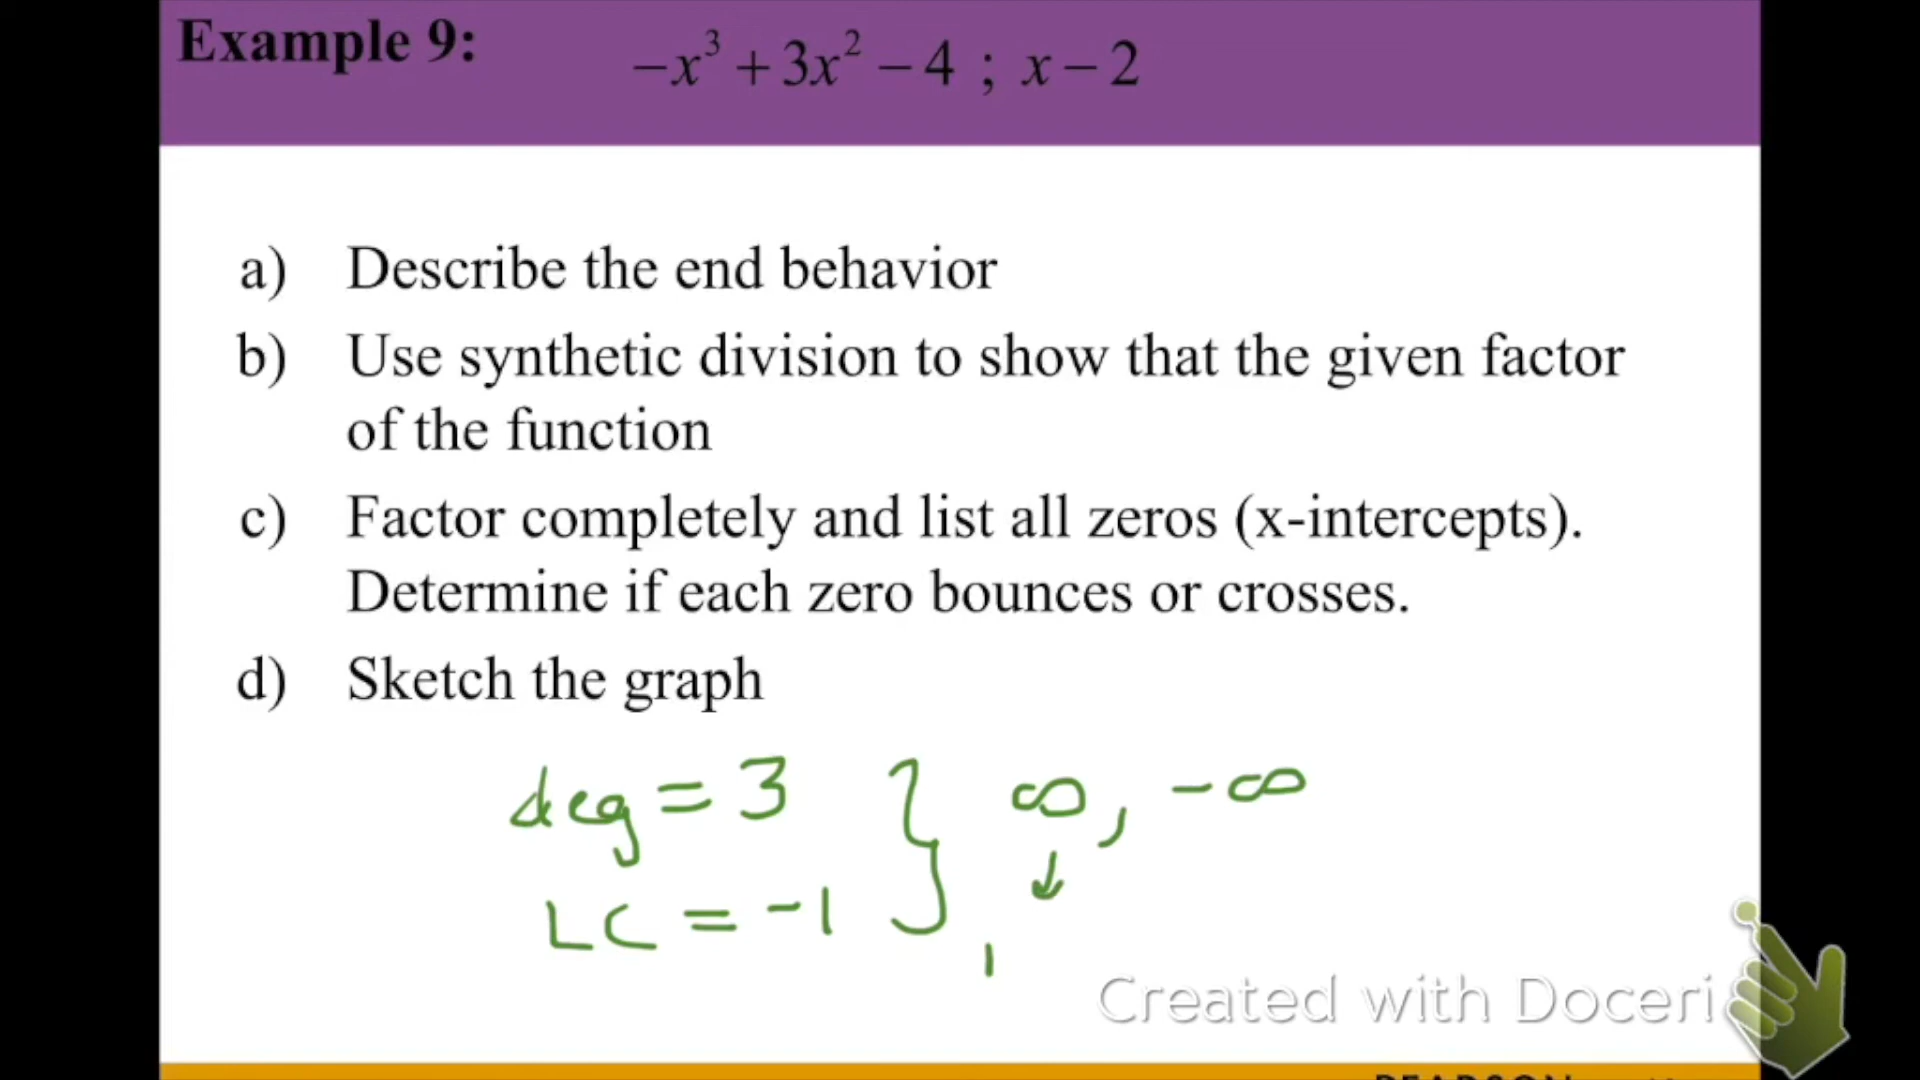 Example 9: −x³ + 3x² − 4 ; x − 2
a) Describe the end behavior
b) Use synthetic division to show that the given factor
of the function
c) Factor completely and list all zeros (x-intercepts).
Determine if each zero bounces or crosses.
d) Sketch the graph
deg = 3 } ∞, -∞
↓
LC = -1
Created with Doceri